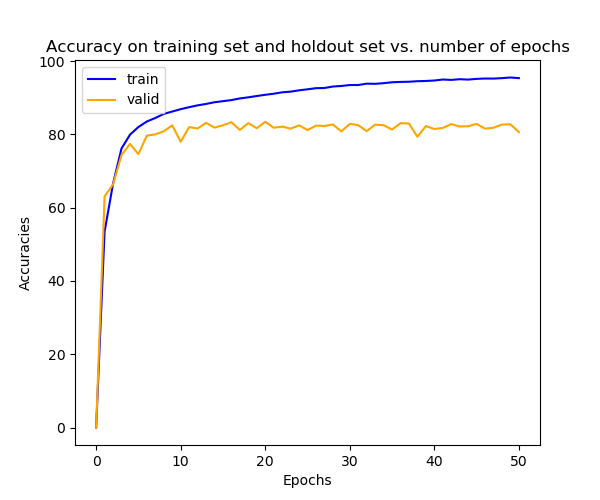 Accuracy on training set and holdout set vs. number of epochs
train
valid
Accuracies
100
80
60
40
20
0
0 10 20 30 40 50
Epochs